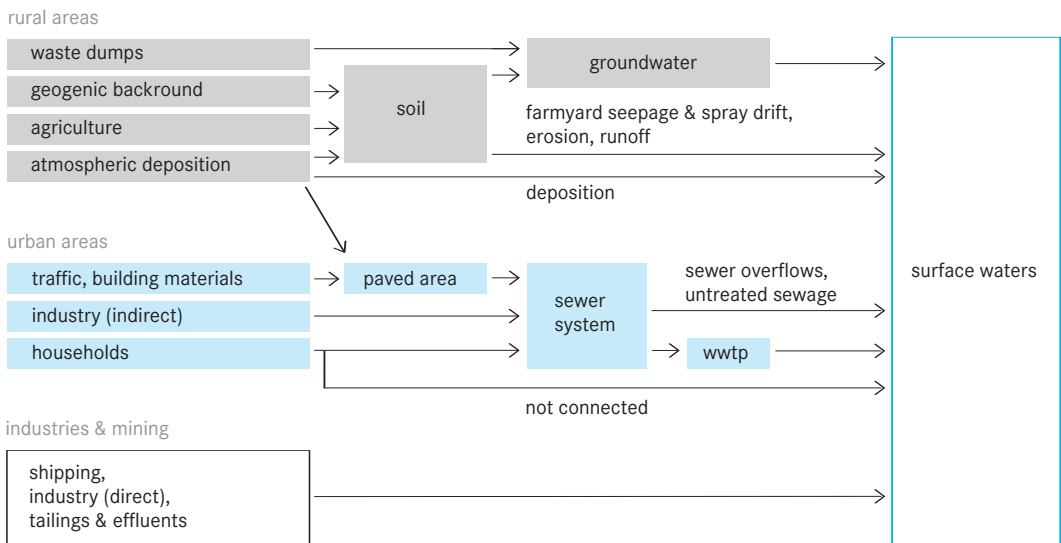 rural areas
waste dumps
geogenic backround
agriculture
atmospheric deposition
soil
groundwater
farmyard seepage & spray drift,
erosion, runoff
deposition
urban areas
traffic, building materials
industry (indirect)
households
paved area
sewer
system
sewer overflows,
untreated sewage
wwtp
not connected
surface waters
industries & mining
shipping,
industry (direct),
tailings & effluents